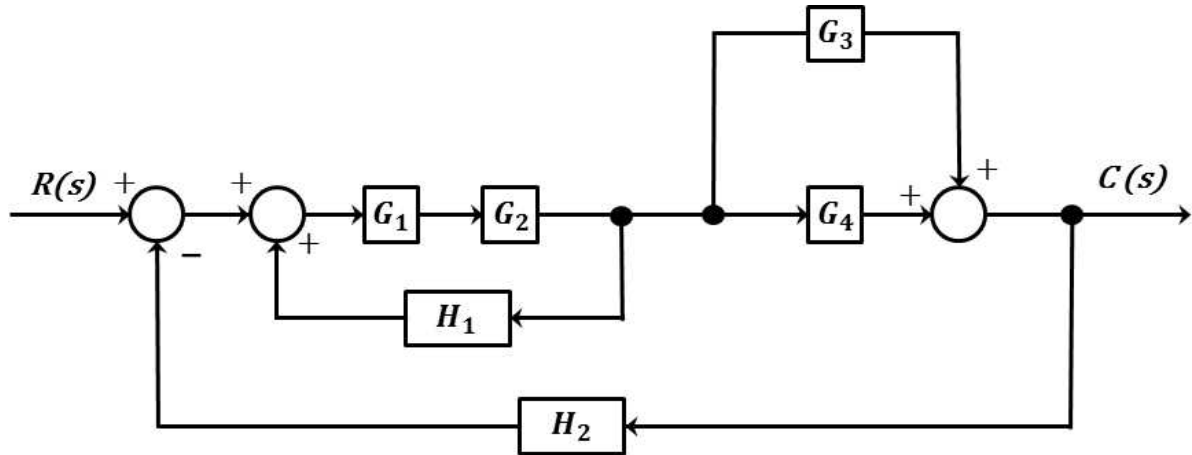 G₃
R(s) + + G₁ G₂ G₄ + + C(s)
− +
H₁
H₂